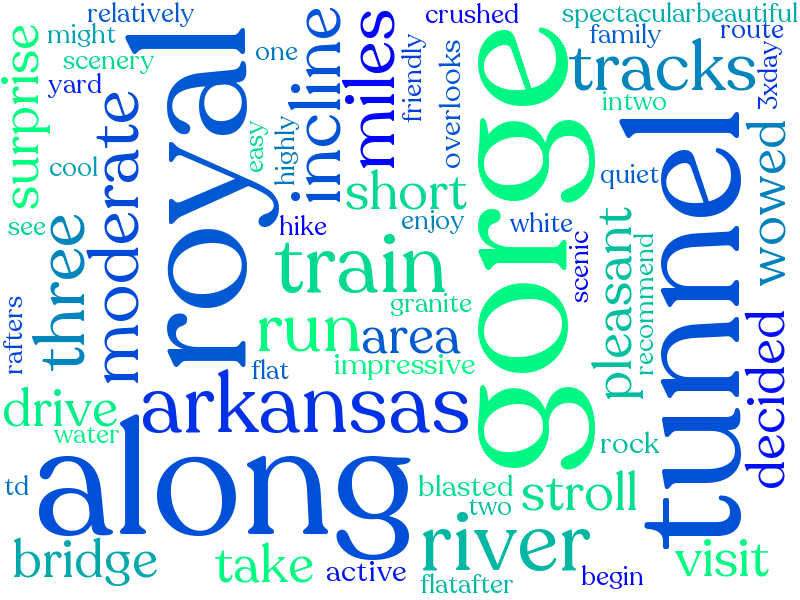 relatively
crushed
spectacularbeautiful
might
family
route
scenery
one
surprise
royal
incline
miles
friendly
overlooks
gorge
tracks
3xday
yard
intwo
moderate
easy
highly
tunnel
wowed
cool
short
quiet
see
hike
enjoy
white
pleasant
three
train
scenic
recommend
granite
rafters
run
area
flat
impressive
decided
drive
arkansas
water
along
rock
td
blasted
stroll
two
bridge
take
active
river
flatafter
begin
visit